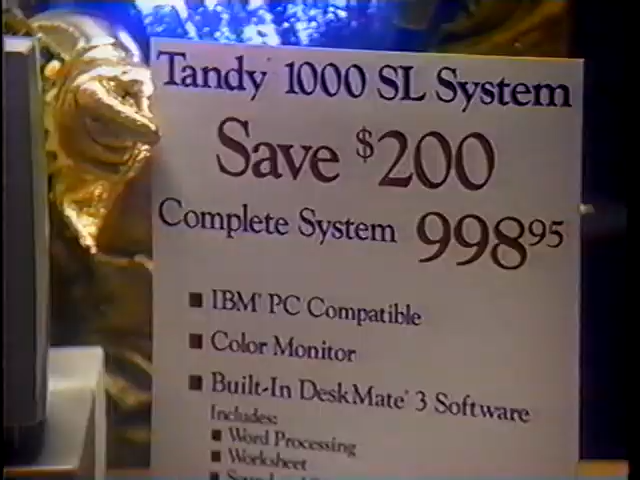 Tandy® 1000 SL System
Save $200
Complete System 998⁹⁵
■ IBM® PC Compatible
■ Color Monitor
■ Built-In DeskMate® 3 Software
Includes:
■ Word Processing
■ Worksheet